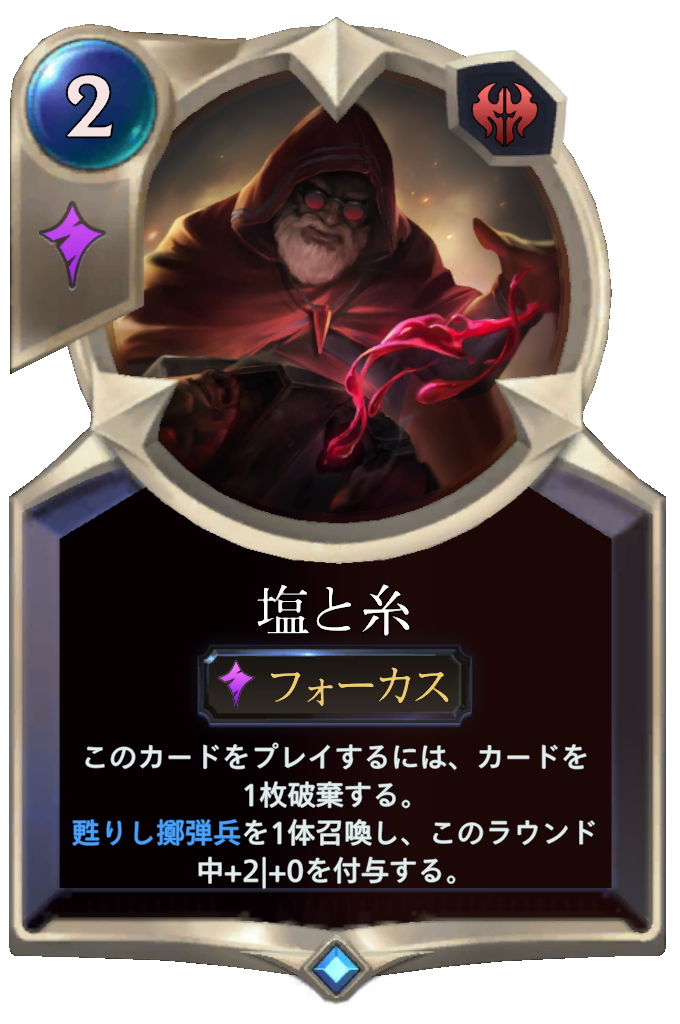 2
塩と糸
フォーカス
このカードをプレイするには、カードを
1枚破棄する。
甦りし擲弾兵を1体召喚し、このラウンド
中+2|+0を付与する。